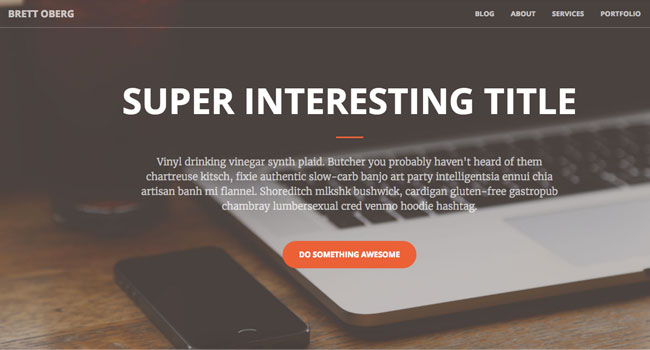 BRETT OBERG
BLOG ABOUT SERVICES PORTFOLIO
SUPER INTERESTING TITLE
Vinyl drinking vinegar synth plaid. Butcher you probably haven't heard of them
chartreuse kitsch, fixie authentic slow-carb banjo art party intelligentsia ennui chia
artisan banh mi flannel. Shoreditch mlkshk bushwick, cardigan gluten-free gastropub
chambray lumbersexual cred venmo hoodie hashtag.
DO SOMETHING AWESOME